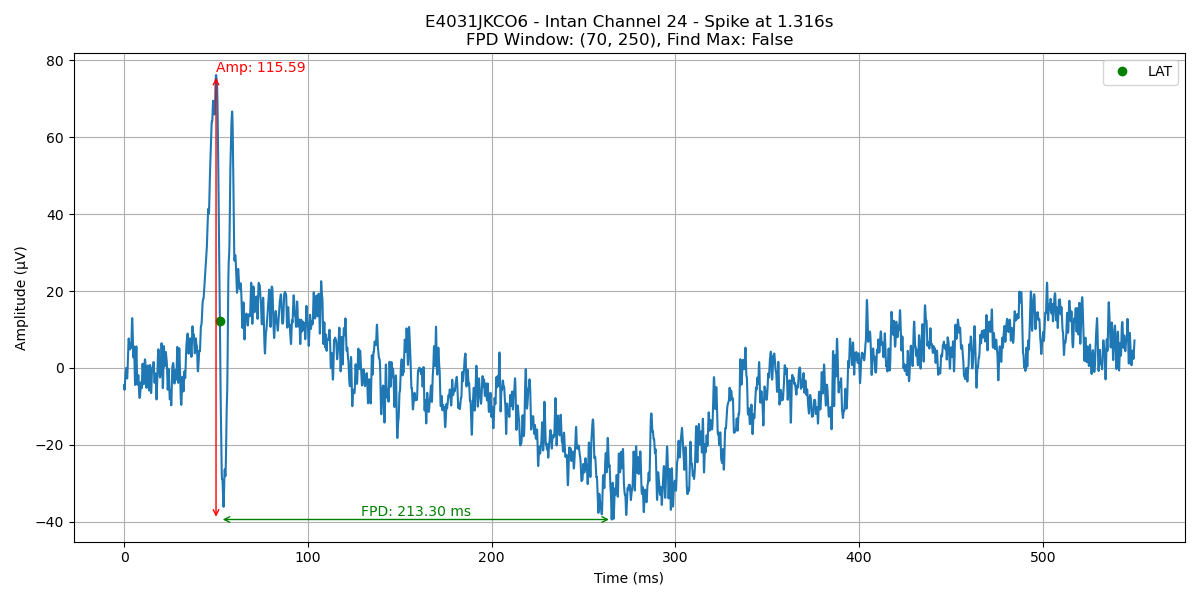 E4031JKCO6 - Intan Channel 24 - Spike at 1.316s
FPD Window: (70, 250), Find Max: False
Amp: 115.59
LAT
80
60
40
20
0
−20
−40
Amplitude (μV)
FPD: 213.30 ms
0 100 200 300 400 500
Time (ms)